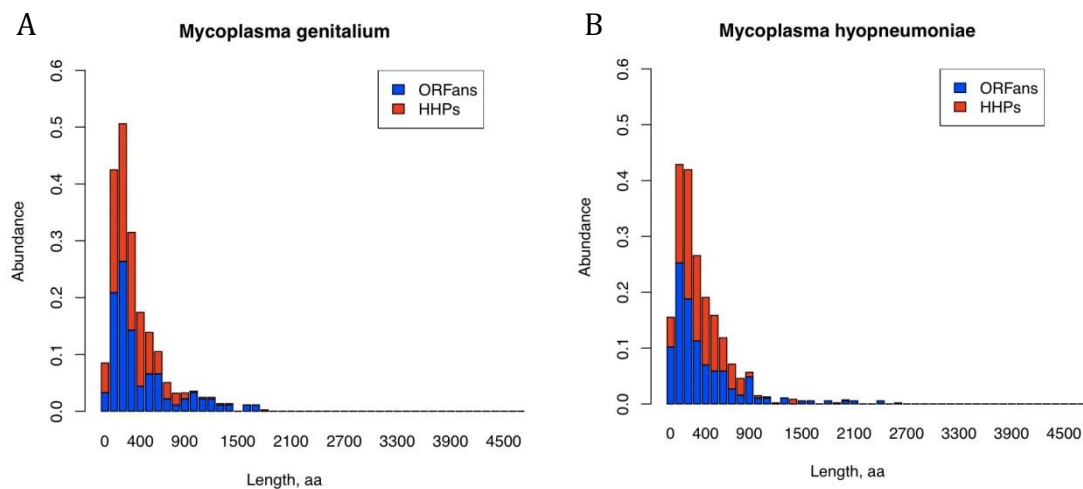 A
Mycoplasma genitalium
ORFans
HHPs
Abundance
0.0 0.1 0.2 0.3 0.4 0.5 0.6
0 400 900 1500 2100 2700 3300 3900 4500
Length, aa
B
Mycoplasma hyopneumoniae
ORFans
HHPs
Abundance
0.0 0.1 0.2 0.3 0.4 0.5 0.6
0 400 900 1500 2100 2700 3300 3900 4500
Length, aa